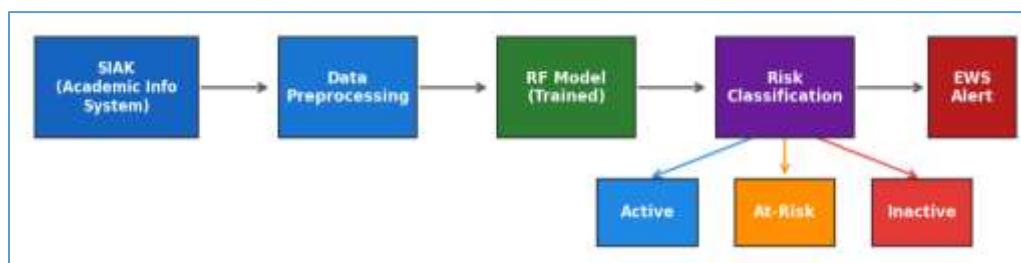 SIAK
(Academic Info
System)
Data
Preprocessing
RF Model
(Trained)
Risk
Classification
EWS
Alert
Active
At-Risk
Inactive